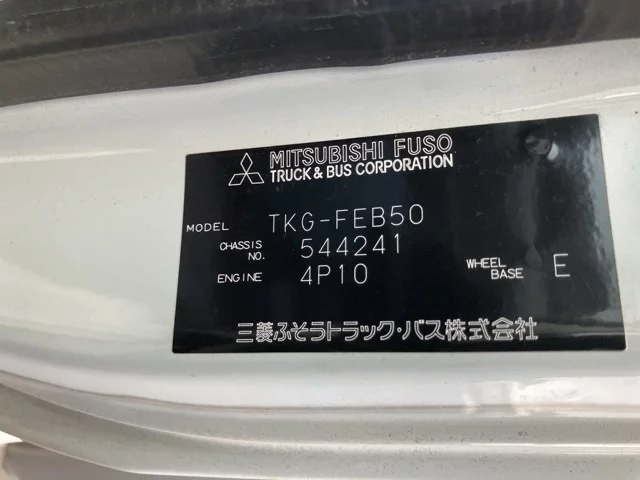 MITSUBISHI FUSO
TRUCK & BUS CORPORATION
MODEL TKG-FEB50
CHASSIS NO. 544241
ENGINE 4P10 WHEEL BASE E
三菱ふそうトラック・バス株式会社